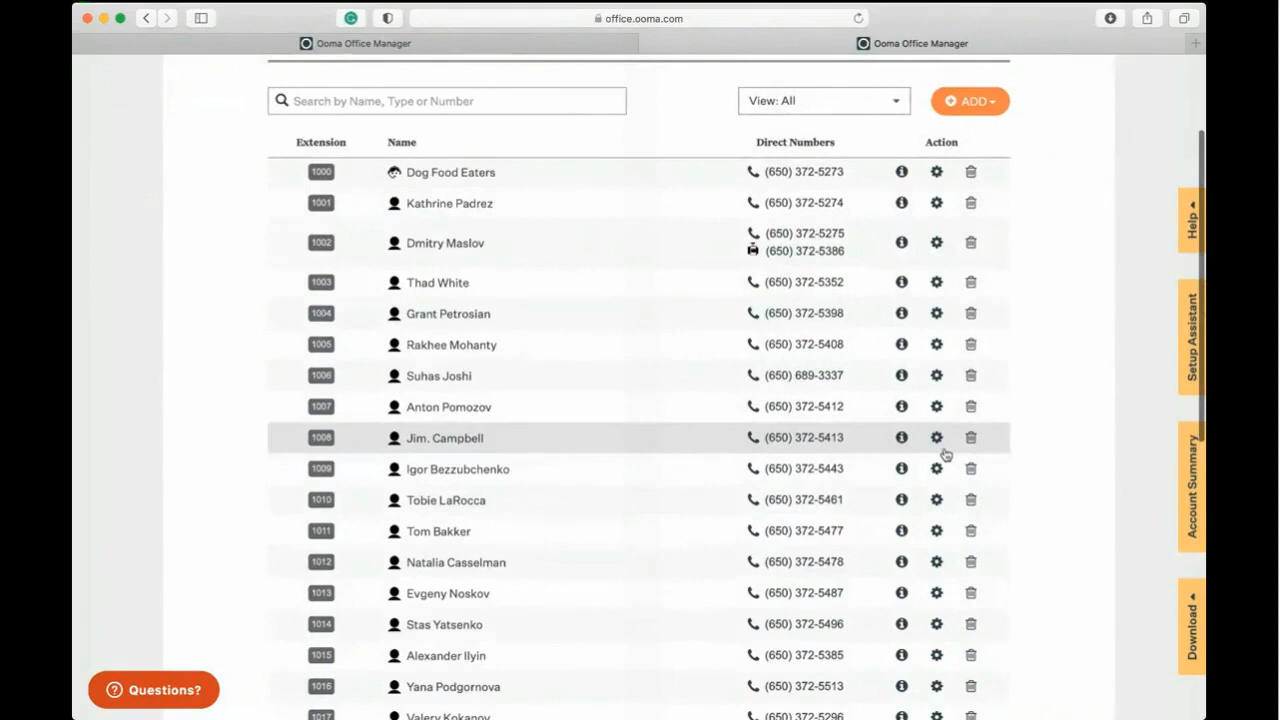 office.ooma.com
Ooma Office Manager Ooma Office Manager
Search by Name, Type or Number View: All ADD
Extension Name Direct Numbers Action
1000 Dog Food Eaters (650) 372-5273
1001 Kathrine Padrez (650) 372-5274
1002 Dmitry Maslov (650) 372-5275
(650) 372-5386
1003 Thad White (650) 372-5352
1004 Grant Petrosian (650) 372-5398
1005 Rakhee Mohanty (650) 372-5408
1006 Suhas Joshi (650) 689-3337
1007 Anton Pomozov (650) 372-5412
1008 Jim. Campbell (650) 372-5413
1009 Igor Bezzubchenko (650) 372-5443
1010 Tobie LaRocca (650) 372-5461
1011 Tom Bakker (650) 372-5477
1012 Natalia Casselman (650) 372-5478
1013 Evgeny Noskov (650) 372-5487
1014 Stas Yatsenko (650) 372-5496
1015 Alexander Ilyin (650) 372-5385
1016 Yana Podgornova (650) 372-5513
1017 Valery Kokanov (650) 372-5296
Help
Setup Assistant
Account Summary
Download
Questions?